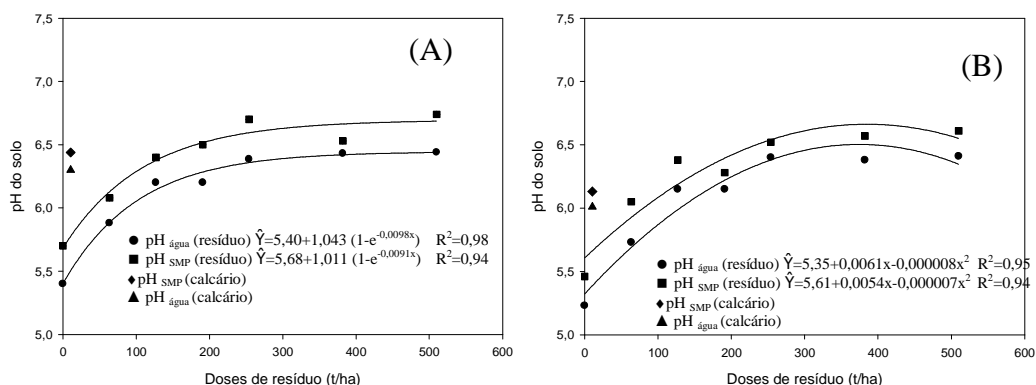 (A)
7,5
7,0
6,5
6,0
5,5
5,0
pH do solo
pH água (resíduo) Ŷ=5,40+1,043 (1-e^-0,0098x) R²=0,98
pH SMP (resíduo) Ŷ=5,68+1,011 (1-e^-0,0091x) R²=0,94
pH SMP (calcário)
pH água (calcário)
0 100 200 300 400 500 600
Doses de resíduo (t/ha)
(B)
7,5
7,0
6,5
6,0
5,5
5,0
pH do solo
pH água (resíduo) Ŷ=5,35+0,0061x-0,000008x² R²=0,95
pH SMP (resíduo) Ŷ=5,61+0,0054x-0,000007x² R²=0,94
pH SMP (calcário)
pH água (calcário)
0 100 200 300 400 500 600
Doses de resíduo (t/ha)